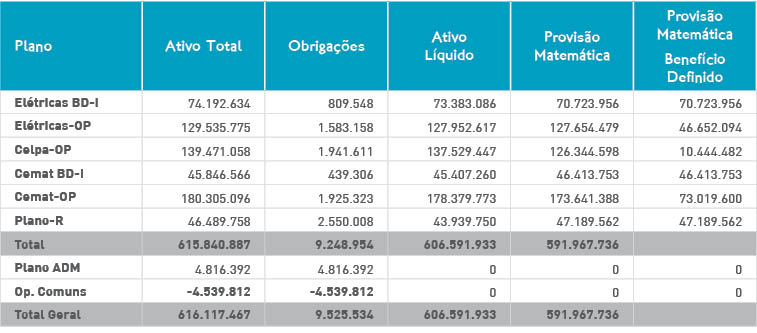 Plano Ativo Total Obrigações Ativo Líquido Provisão Matemática Provisão Matemática Benefício Definido
Elétricas BD-I 74.192.634 809.548 73.383.086 70.723.956 70.723.956
Elétricas-OP 129.535.775 1.583.158 127.952.617 127.654.479 46.652.094
Celpa-OP 139.471.058 1.941.611 137.529.447 126.344.598 10.444.482
Cemat BD-I 45.846.566 439.306 45.407.260 46.413.753 46.413.753
Cemat-OP 180.305.096 1.925.323 178.379.773 173.641.388 73.019.600
Plano-R 46.489.758 2.550.008 43.939.750 47.189.562 47.189.562
Total 615.840.887 9.248.954 606.591.933 591.967.736
Plano ADM 4.816.392 4.816.392 0 0 0
Op. Comuns -4.539.812 -4.539.812 0 0 0
Total Geral 616.117.467 9.525.534 606.591.933 591.967.736